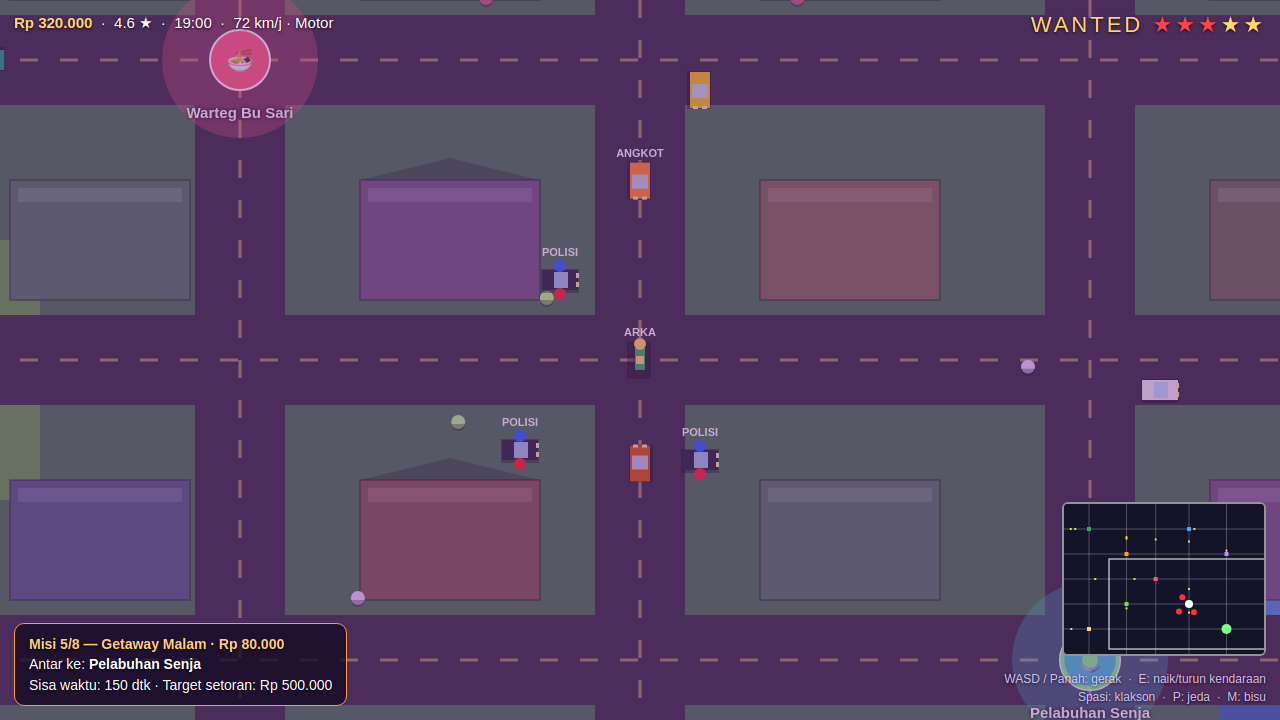 Rp 320.000 · 4.6 ★ · 19:00 · 72 km/j · Motor
WANTED ★★★★★
Warteg Bu Sari
ANGKOT
POLISI
ARKA
POLISI
POLISI
Misi 5/8 — Getaway Malam · Rp 80.000
Antar ke: Pelabuhan Senja
Sisa waktu: 150 dtk · Target setoran: Rp 500.000
WASD / Panah: gerak · E: naik/turun kendaraan
Spasi: klakson · P: jeda · M: bisu
Pelabuhan Senja